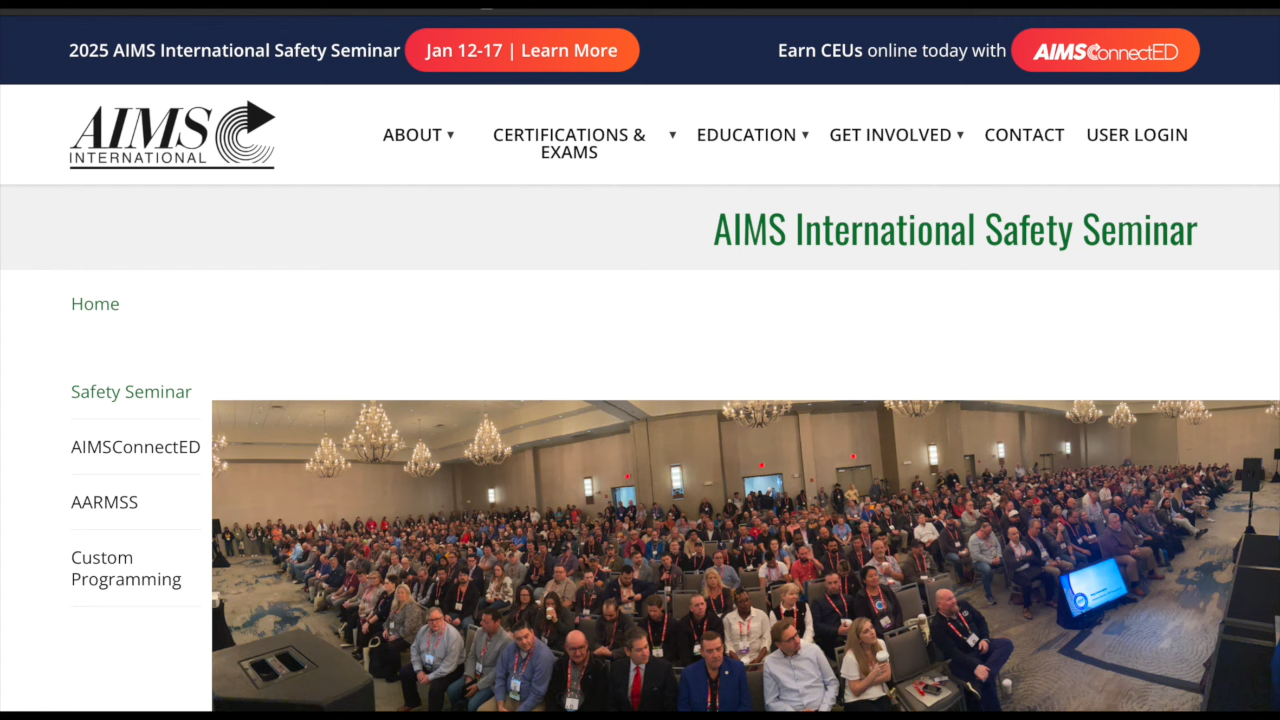 2025 AIMS International Safety Seminar Jan 12-17 | Learn More
Earn CEUs online today with AIMSConnectED
AIMS
INTERNATIONAL
ABOUT ▾
CERTIFICATIONS & ▾
EXAMS
EDUCATION ▾
GET INVOLVED ▾
CONTACT
USER LOGIN
AIMS International Safety Seminar
Home
Safety Seminar
AIMSConnectED
AARMSS
Custom
Programming